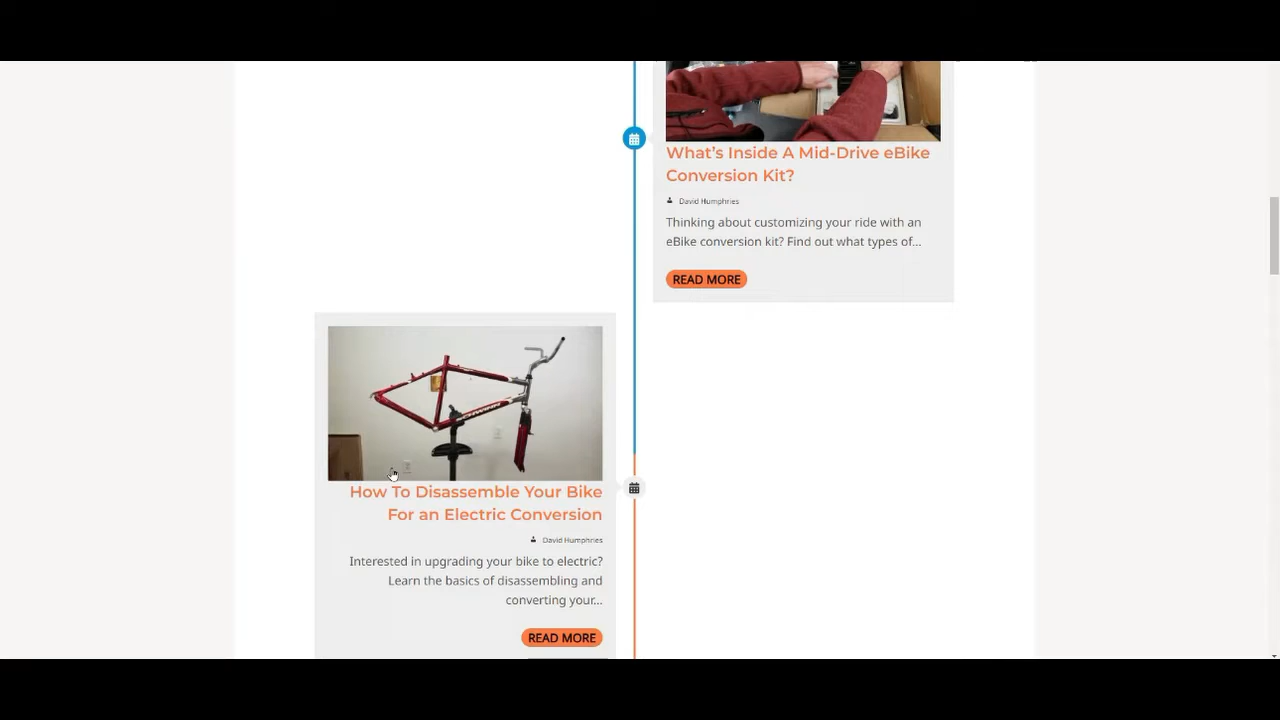 What's Inside A Mid-Drive eBike
Conversion Kit?
David Humphries
Thinking about customizing your ride with an
eBike conversion kit? Find out what types of...
READ MORE
SCHWINN
How To Disassemble Your Bike
For an Electric Conversion
David Humphries
Interested in upgrading your bike to electric?
Learn the basics of disassembling and
converting your...
READ MORE